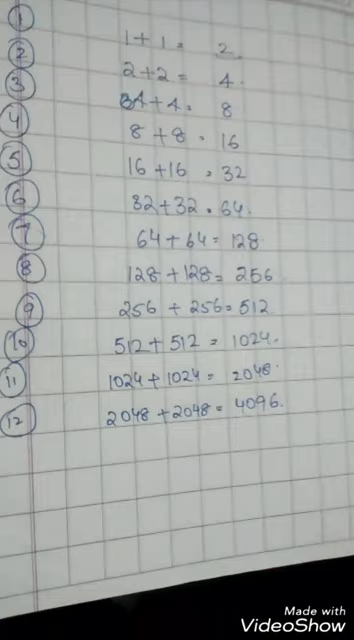 1 1+1= 2
2 2+2= 4.
3 4+4= 8
4 8+8= 16
5 16+16= 32
6 32+32= 64.
7 64+64= 128
8 128+128= 256
9 256+256= 512
10 512+512= 1024.
11 1024+1024= 2048.
12 2048+2048= 4096.
Made with
VideoShow